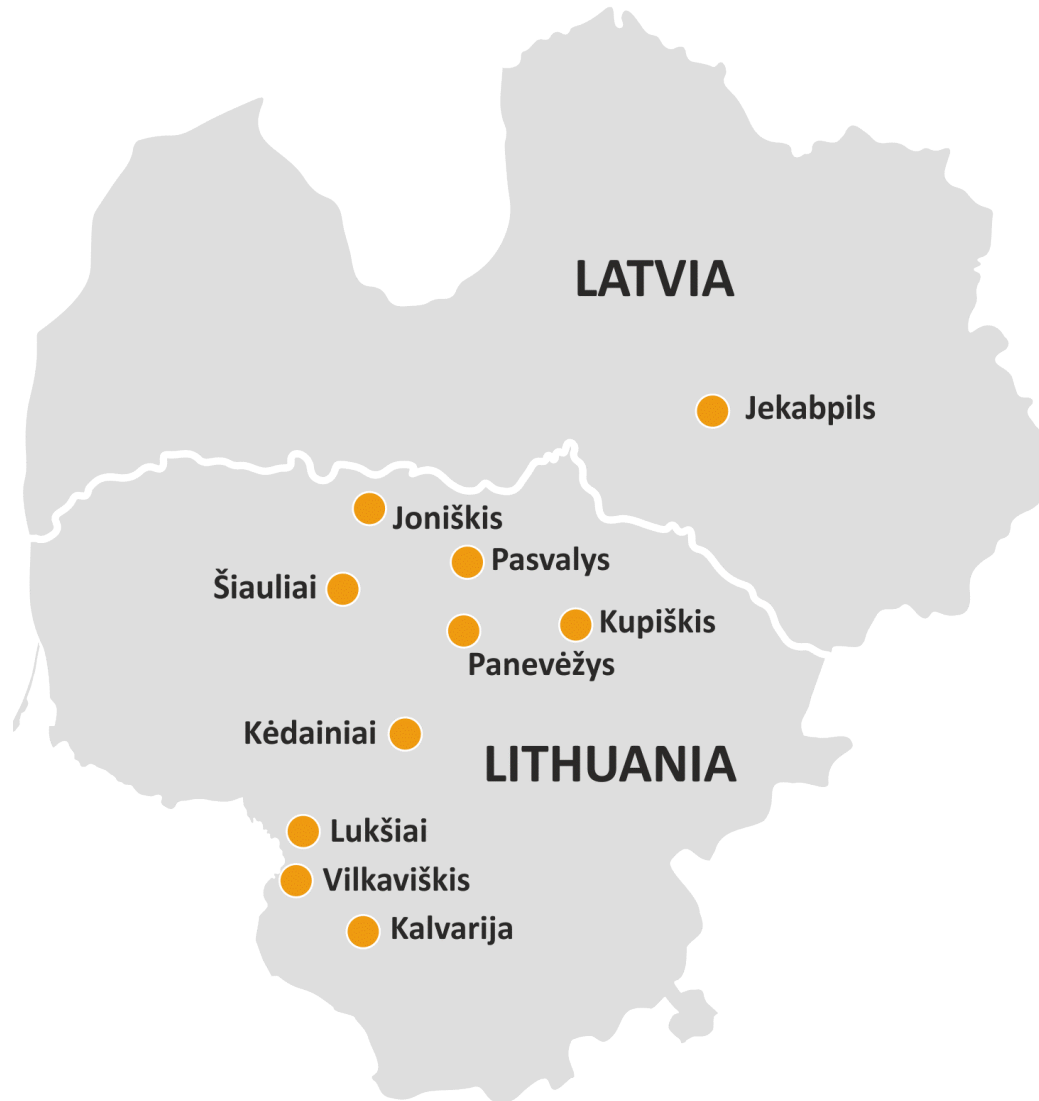 LATVIA
Jekabpils
Joniškis
Pasvalys
Šiauliai
Kupiškis
Panevėžys
Kėdainiai
LITHUANIA
Lukšiai
Vilkaviškis
Kalvarija